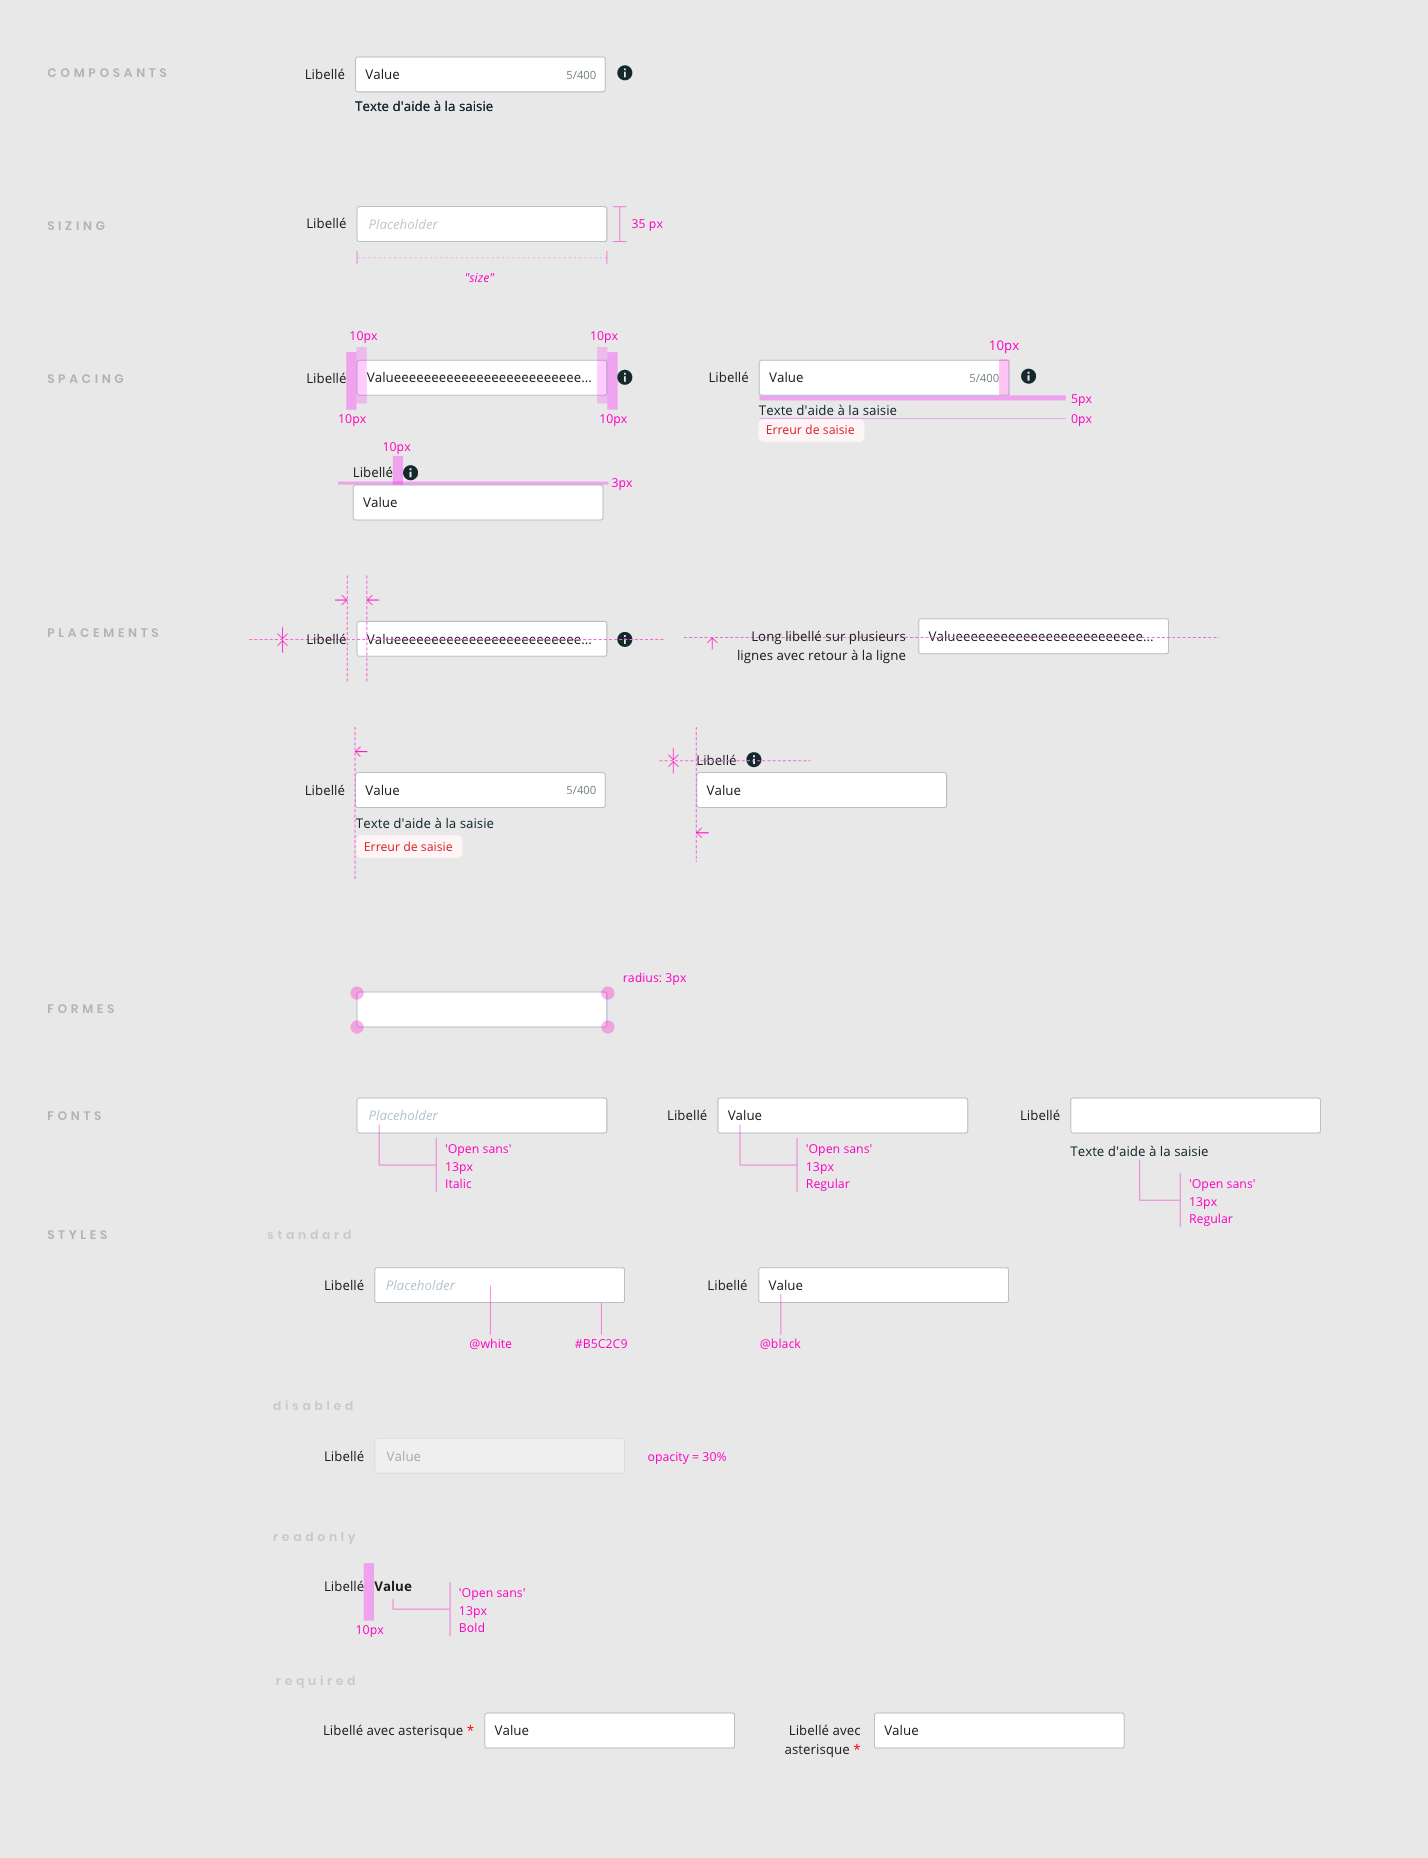 COMPOSANTS
Libellé
Value
5/400
Texte d'aide à la saisie
SIZING
Libellé
Placeholder
35 px
"size"
SPACING
10px
10px
Libellé
Valueeeeeeeeeeeeeeeeeeeeeeeeee...
10px
10px
10px
Libellé
Value
5/400
5px
Texte d'aide à la saisie
0px
Erreur de saisie
10px
Libellé
3px
Value
PLACEMENTS
Libellé
Valueeeeeeeeeeeeeeeeeeeeeeeeee...
Long libellé sur plusieurs
lignes avec retour à la ligne
Valueeeeeeeeeeeeeeeeeeeeeeeeee...
Libellé
Value
5/400
Texte d'aide à la saisie
Erreur de saisie
Libellé
Value
FORMES
radius: 3px
FONTS
Placeholder
'Open sans'
13px
Italic
Libellé
Value
'Open sans'
13px
Regular
Libellé
Texte d'aide à la saisie
'Open sans'
13px
Regular
STYLES
standard
Libellé
Placeholder
@white
#B5C2C9
Libellé
Value
@black
disabled
Libellé
Value
opacity = 30%
readonly
Libellé
Value
'Open sans'
13px
Bold
10px
required
Libellé avec asterisque *
Value
Libellé avec
asterisque *
Value